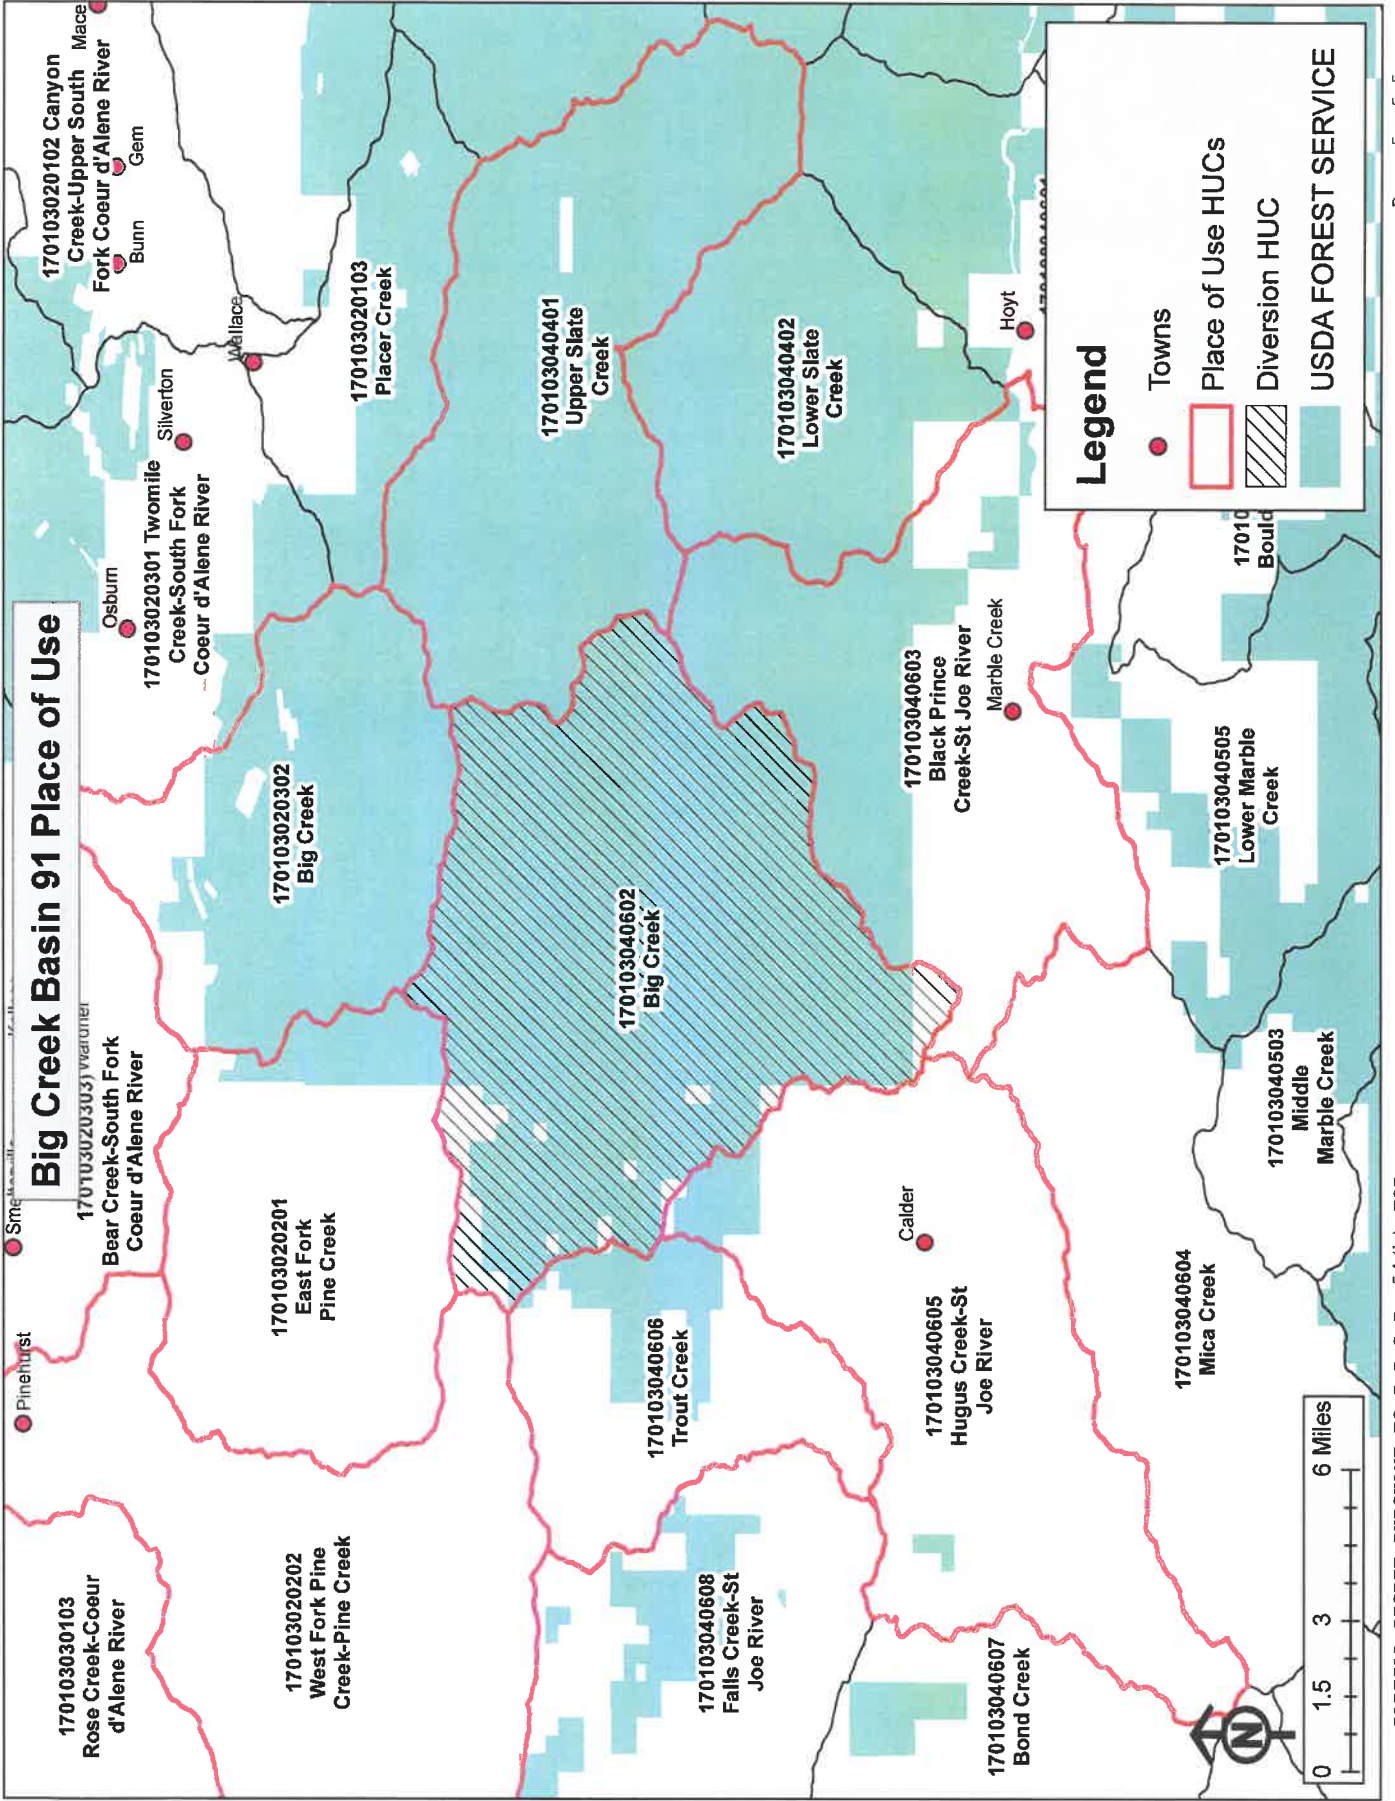 Big Creek Basin 91 Place of Use
Pinehurst
Osburn
Silverton
Wallace
Bunn
Gem
Mace
170103020102 Canyon
Creek-Upper South
Fork Coeur d'Alene River
170103020301 Twomile
Creek-South Fork
Coeur d'Alene River
170103020303
Wardner
Bear Creek-South Fork
Coeur d'Alene River
170103030103
Rose Creek-Coeur
d'Alene River
170103020202
West Fork Pine
Creek-Pine Creek
170103020201
East Fork
Pine Creek
170103020302
Big Creek
170103020103
Placer Creek
170103040401
Upper Slate
Creek
170103040402
Lower Slate
Creek
170103040602
Big Creek
170103040606
Trout Creek
170103040608
Falls Creek-St
Joe River
170103040603
Black Prince
Creek-St Joe River
Marble Creek
Hoyt
Calder
170103040605
Hugus Creek-St
Joe River
170103040607
Bond Creek
170103040604
Mica Creek
170103040503
Middle
Marble Creek
170103040505
Lower Marble
Creek
1701
Bould
N
0 1.5 3 6 Miles
Legend
Towns
Place of Use HUCs
Diversion HUC
USDA FOREST SERVICE